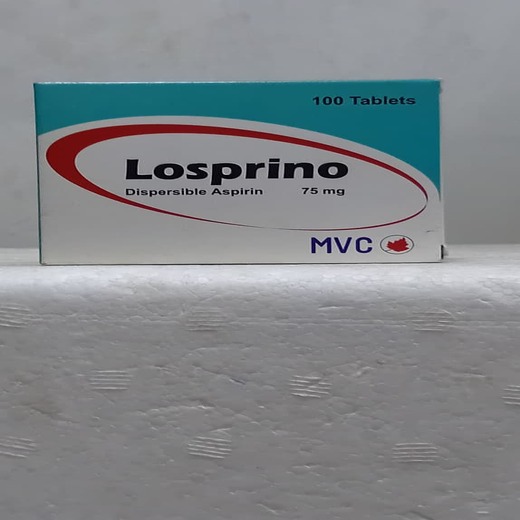 100 Tablets
Losprino
Dispersible Aspirin 75 mg
MVC